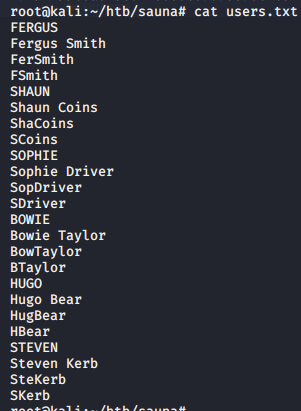 root@kali:~/htb/sauna# cat users.txt
FERGUS
Fergus Smith
FerSmith
FSmith
SHAUN
Shaun Coins
ShaCoins
SCoins
SOPHIE
Sophie Driver
SopDriver
SDriver
BOWIE
Bowie Taylor
BowTaylor
BTaylor
HUGO
Hugo Bear
HugBear
HBear
STEVEN
Steven Kerb
SteKerb
SKerb
root@kali:~/htb/sauna#